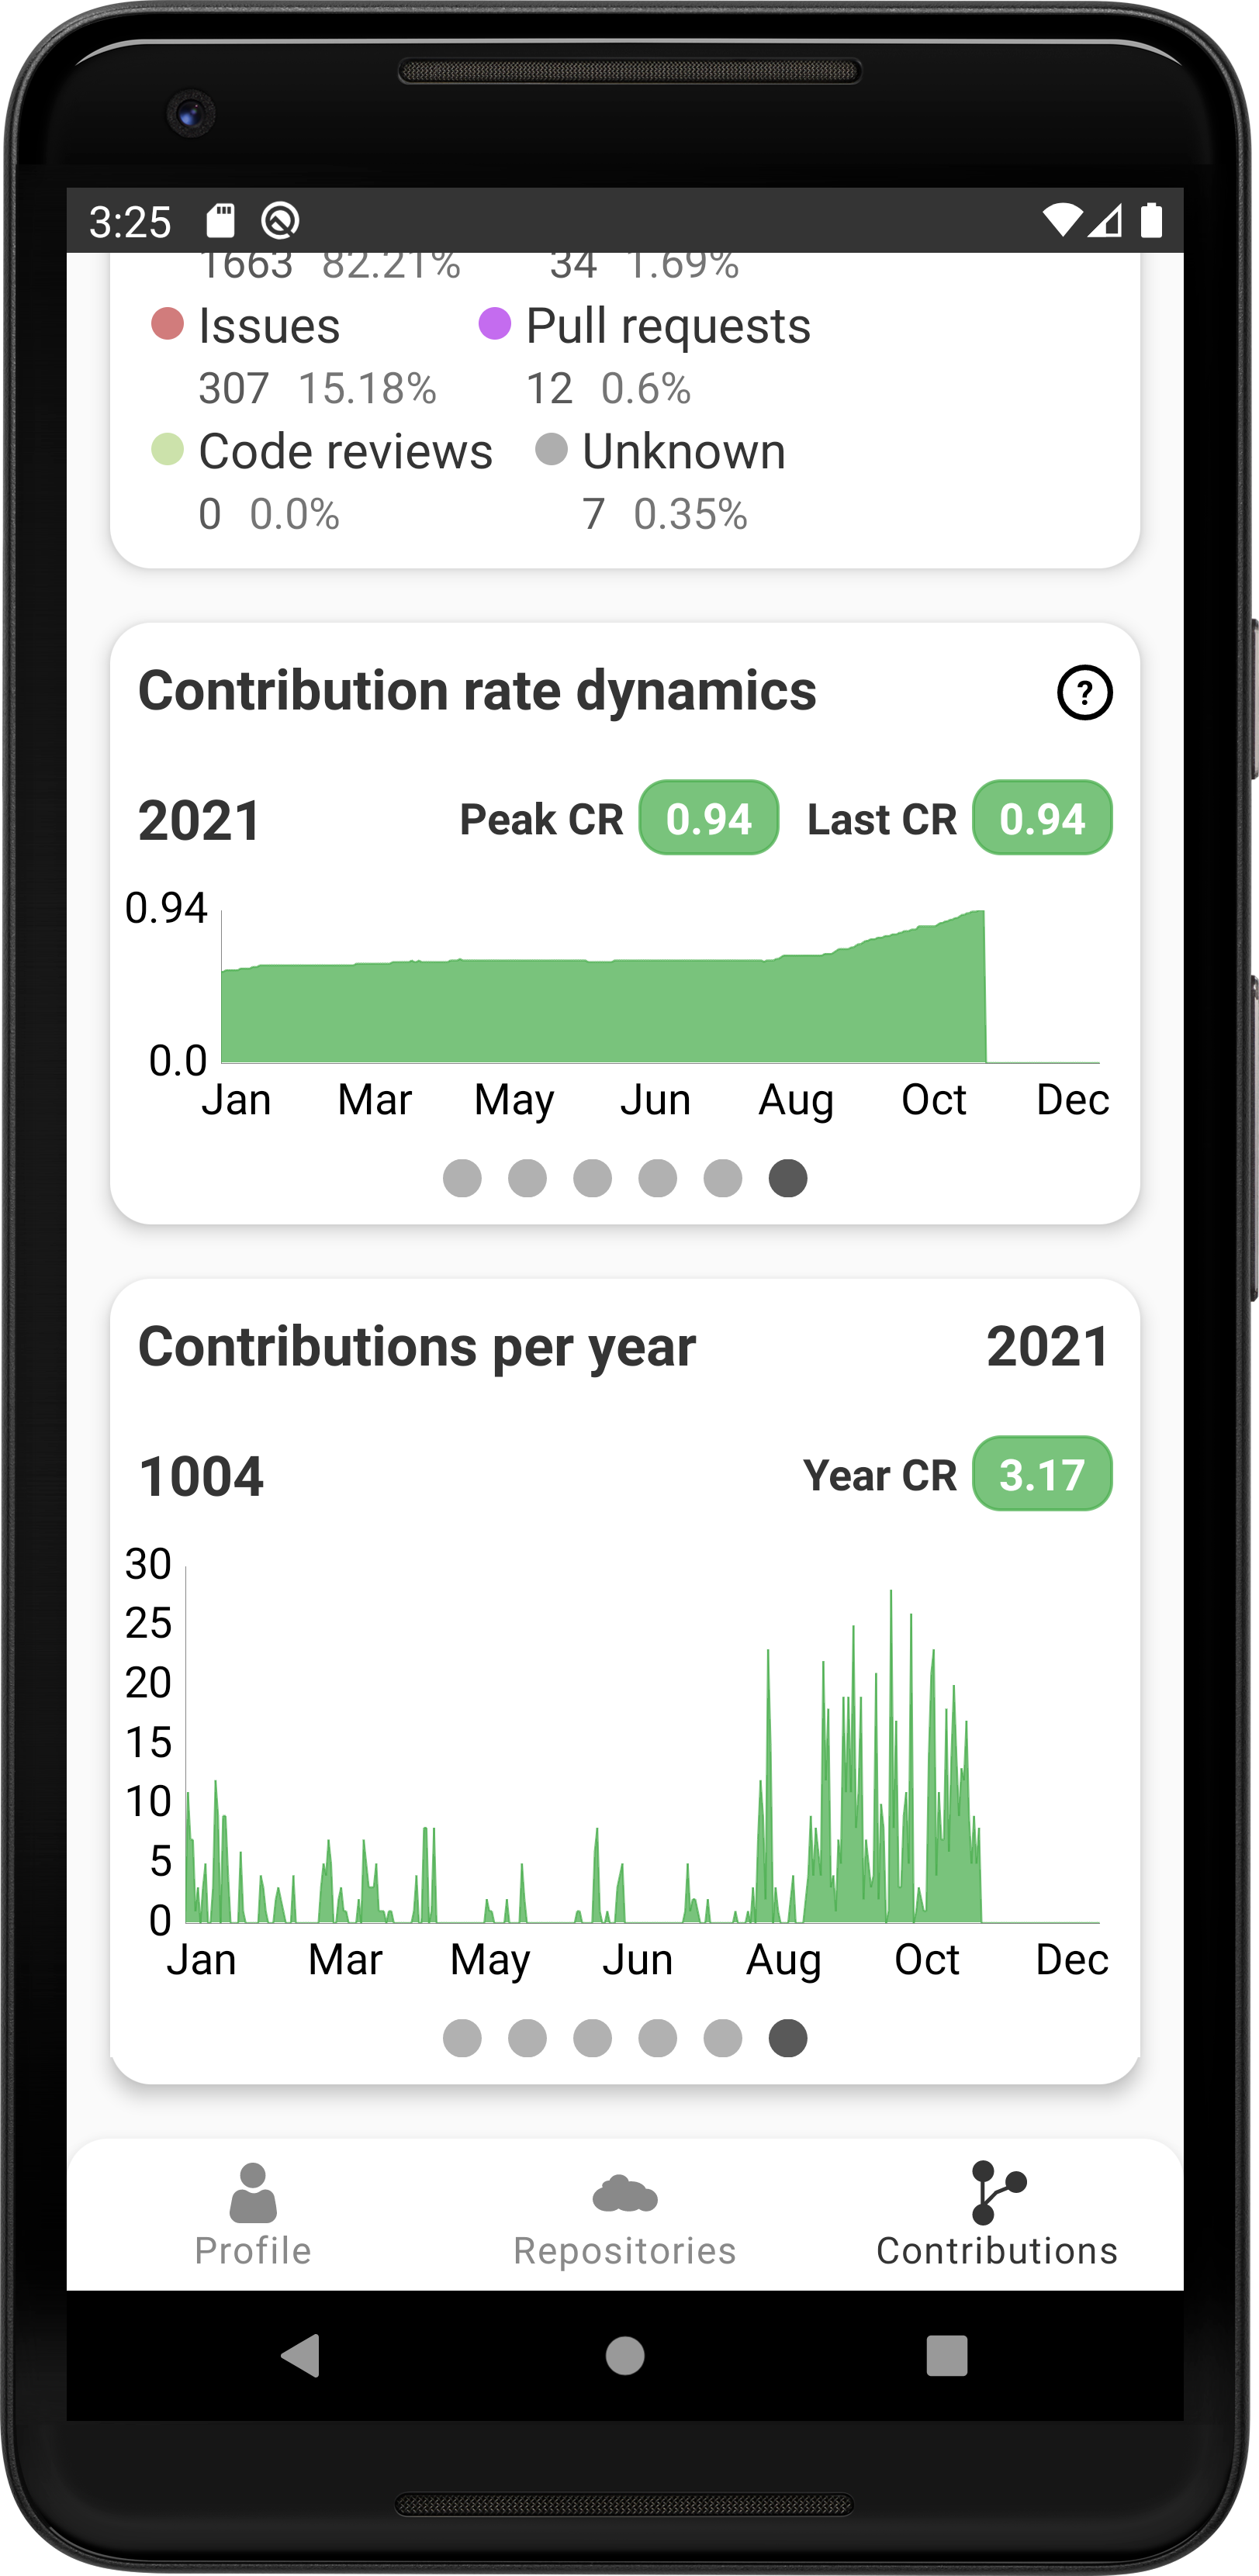 3:25
1663 82.21% 34 1.69%
Issues Pull requests
307 15.18% 12 0.6%
Code reviews Unknown
0 0.0% 7 0.35%
Contribution rate dynamics ?
2021 Peak CR 0.94 Last CR 0.94
0.94
0.0
Jan Mar May Jun Aug Oct Dec
Contributions per year 2021
1004 Year CR 3.17
30
25
20
15
10
5
0
Jan Mar May Jun Aug Oct Dec
Profile Repositories Contributions